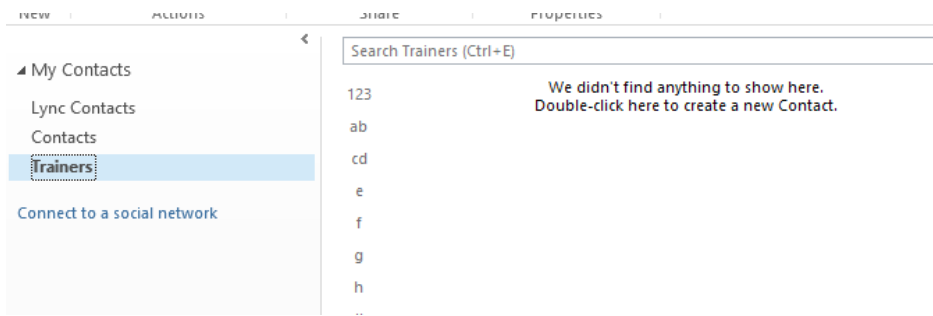 New Actions Share Properties
My Contacts
Lync Contacts
Contacts
Trainers
Connect to a social network
Search Trainers (Ctrl+E)
We didn't find anything to show here.
Double-click here to create a new Contact.
123
ab
cd
e
f
g
h